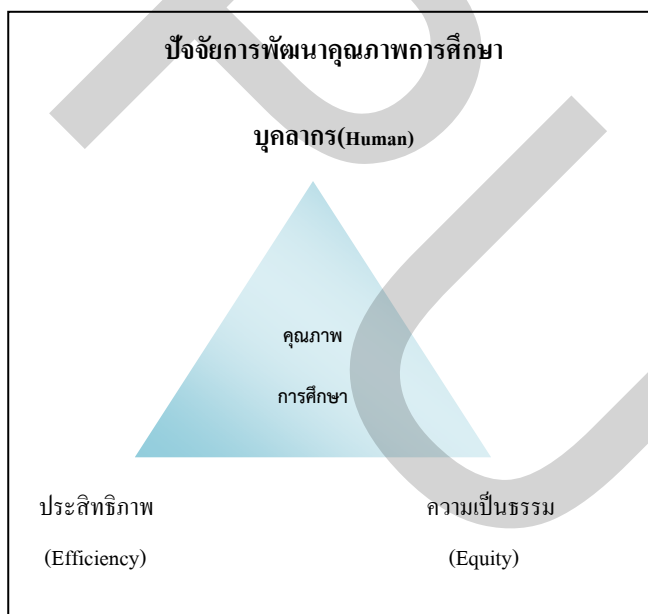 ปัจจัยการพัฒนาคุณภาพการศึกษา
บุคลากร(Human)
คุณภาพ
การศึกษา
ประสิทธิภาพ
ความเป็นธรรม
(Efficiency)
(Equity)